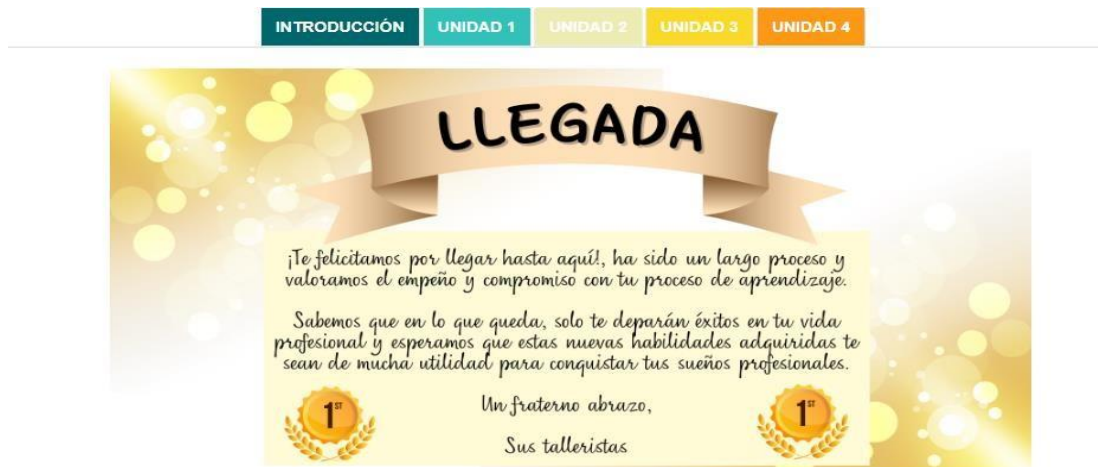 INTRODUCCIÓN UNIDAD 1 UNIDAD 2 UNIDAD 3 UNIDAD 4
LLEGADA
¡Te felicitamos por llegar hasta aquí!, ha sido un largo proceso y
valoramos el empeño y compromiso con tu proceso de aprendizaje.
Sabemos que en lo que queda, solo te deparán éxitos en tu vida
profesional y esperamos que estas nuevas habilidades adquiridas te
sean de mucha utilidad para conquistar tus sueños profesionales.
Un fraterno abrazo,
1ST 1ST
Sus talleristas